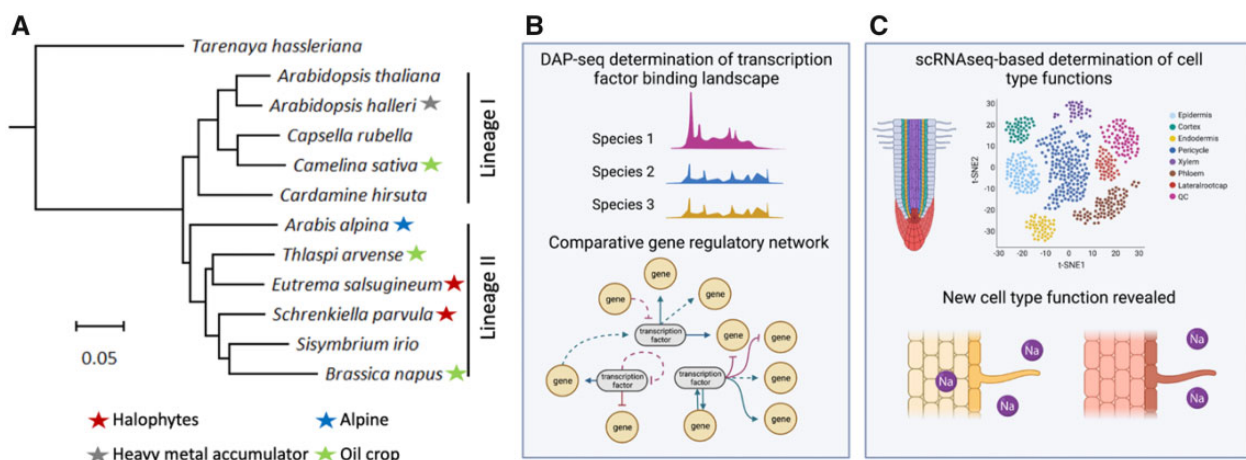 A
Tarenaya hassleriana
Arabidopsis thaliana
Arabidopsis halleri
Capsella rubella
Camelina sativa
Cardamine hirsuta
Lineage I
Arabis alpina
Thlaspi arvense
Eutrema salsugineum
Schrenkiella parvula
Sisymbrium irio
Brassica napus
Lineage II
0.05
Halophytes
Alpine
Heavy metal accumulator
Oil crop
B
DAP-seq determination of transcription
factor binding landscape
Species 1
Species 2
Species 3
Comparative gene regulatory network
gene
gene
gene
transcription
factor
gene
gene
gene
transcription
factor
transcription
factor
gene
gene
gene
gene
C
scRNAseq-based determination of cell
type functions
t-SNE2
30
20
10
0
-10
-20
-30
-30
-20
-10
0
10
20
30
t-SNE1
Epidermis
Cortex
Endodermis
Pericycle
Xylem
Phloem
Lateralrootcap
QC
New cell type function revealed
Na
Na
Na
Na
Na